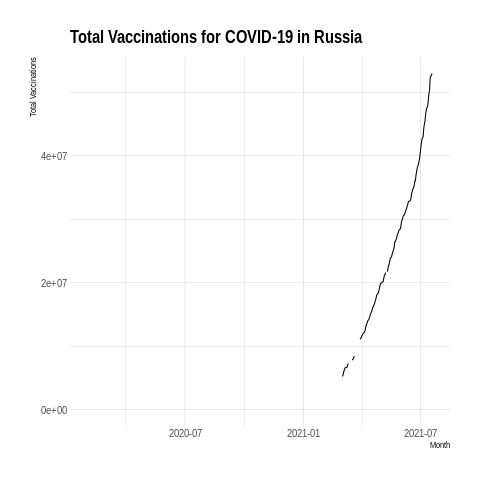 Total Vaccinations for COVID-19 in Russia
Total Vaccinations
4e+07
2e+07
0e+00
2020-07
2021-01
2021-07
Month